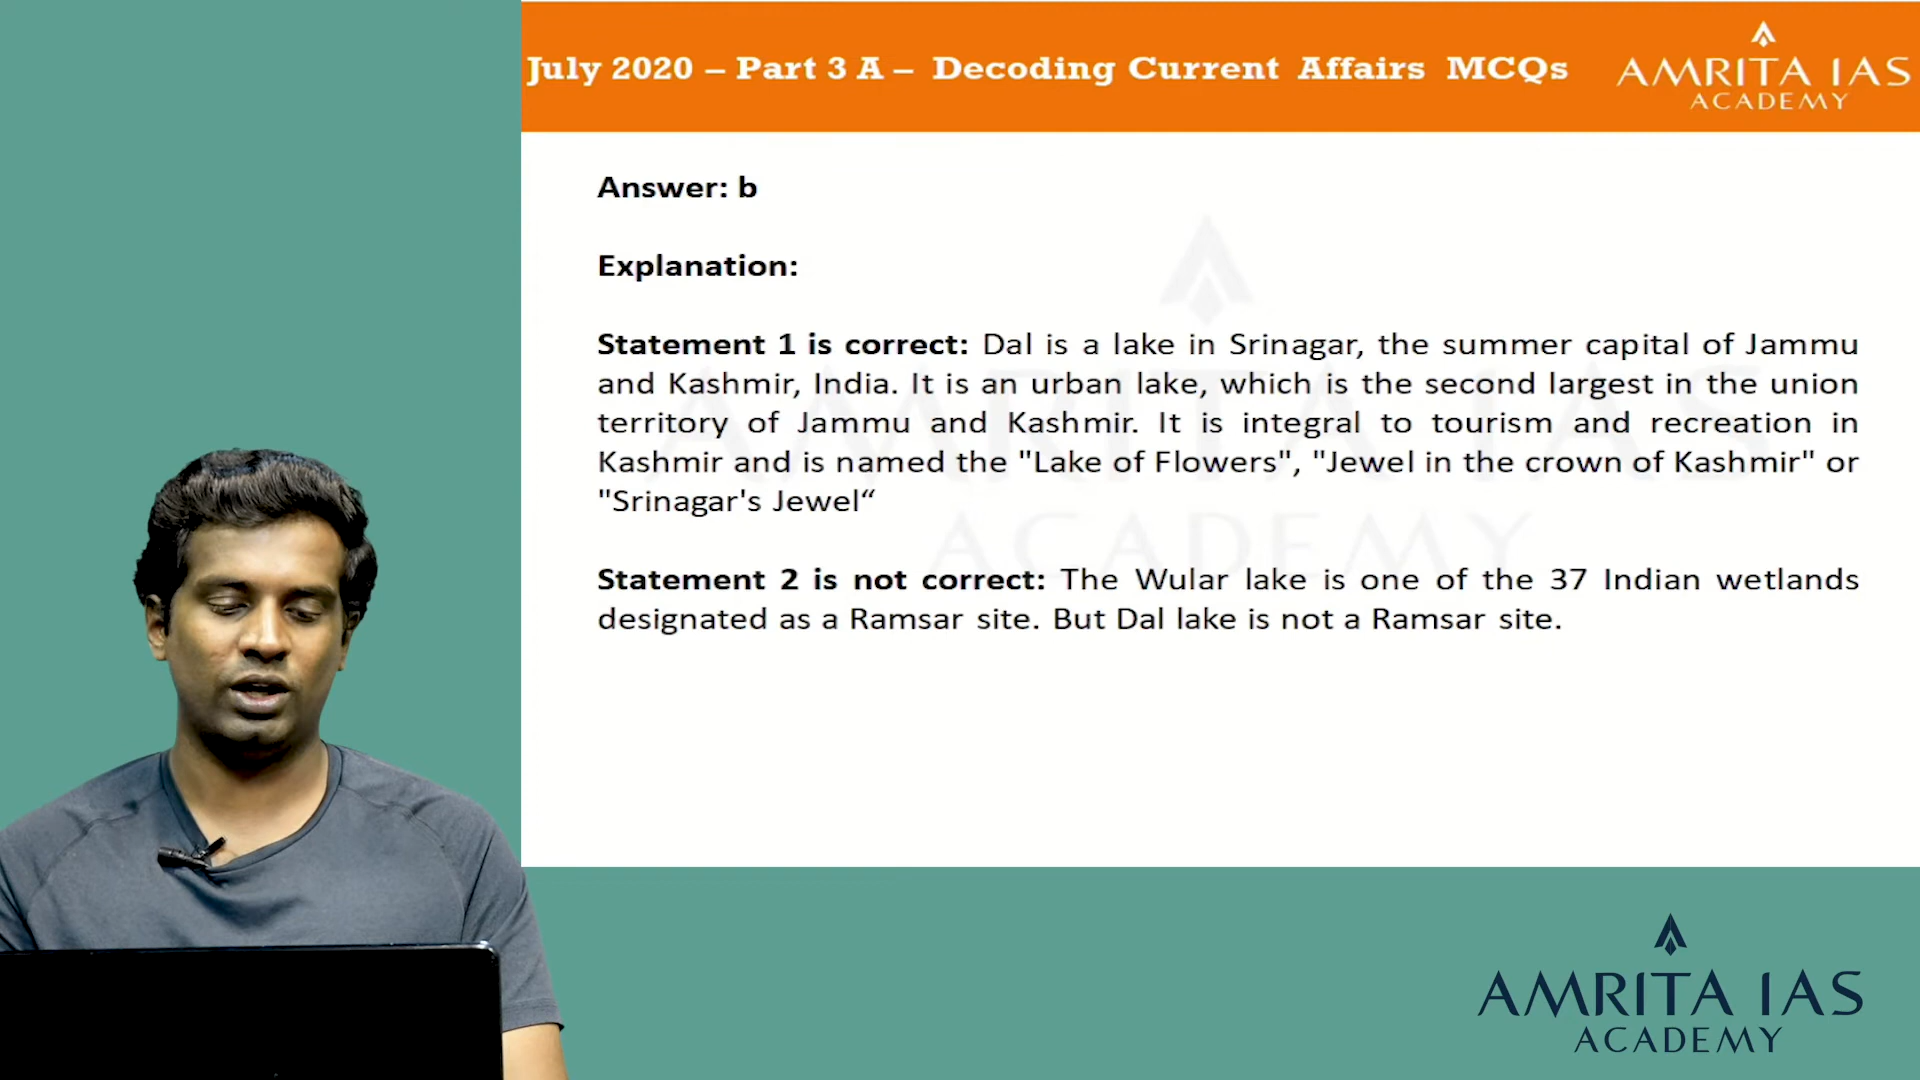 July 2020 – Part 3 A – Decoding Current Affairs MCQs
AMRITA IAS
ACADEMY
Answer: b
Explanation:
Statement 1 is correct: Dal is a lake in Srinagar, the summer capital of Jammu
and Kashmir, India. It is an urban lake, which is the second largest in the union
territory of Jammu and Kashmir. It is integral to tourism and recreation in
Kashmir and is named the "Lake of Flowers", "Jewel in the crown of Kashmir" or
"Srinagar's Jewel“
Statement 2 is not correct: The Wular lake is one of the 37 Indian wetlands
designated as a Ramsar site. But Dal lake is not a Ramsar site.
AMRITA IAS
ACADEMY
AMRITA IAS
ACADEMY